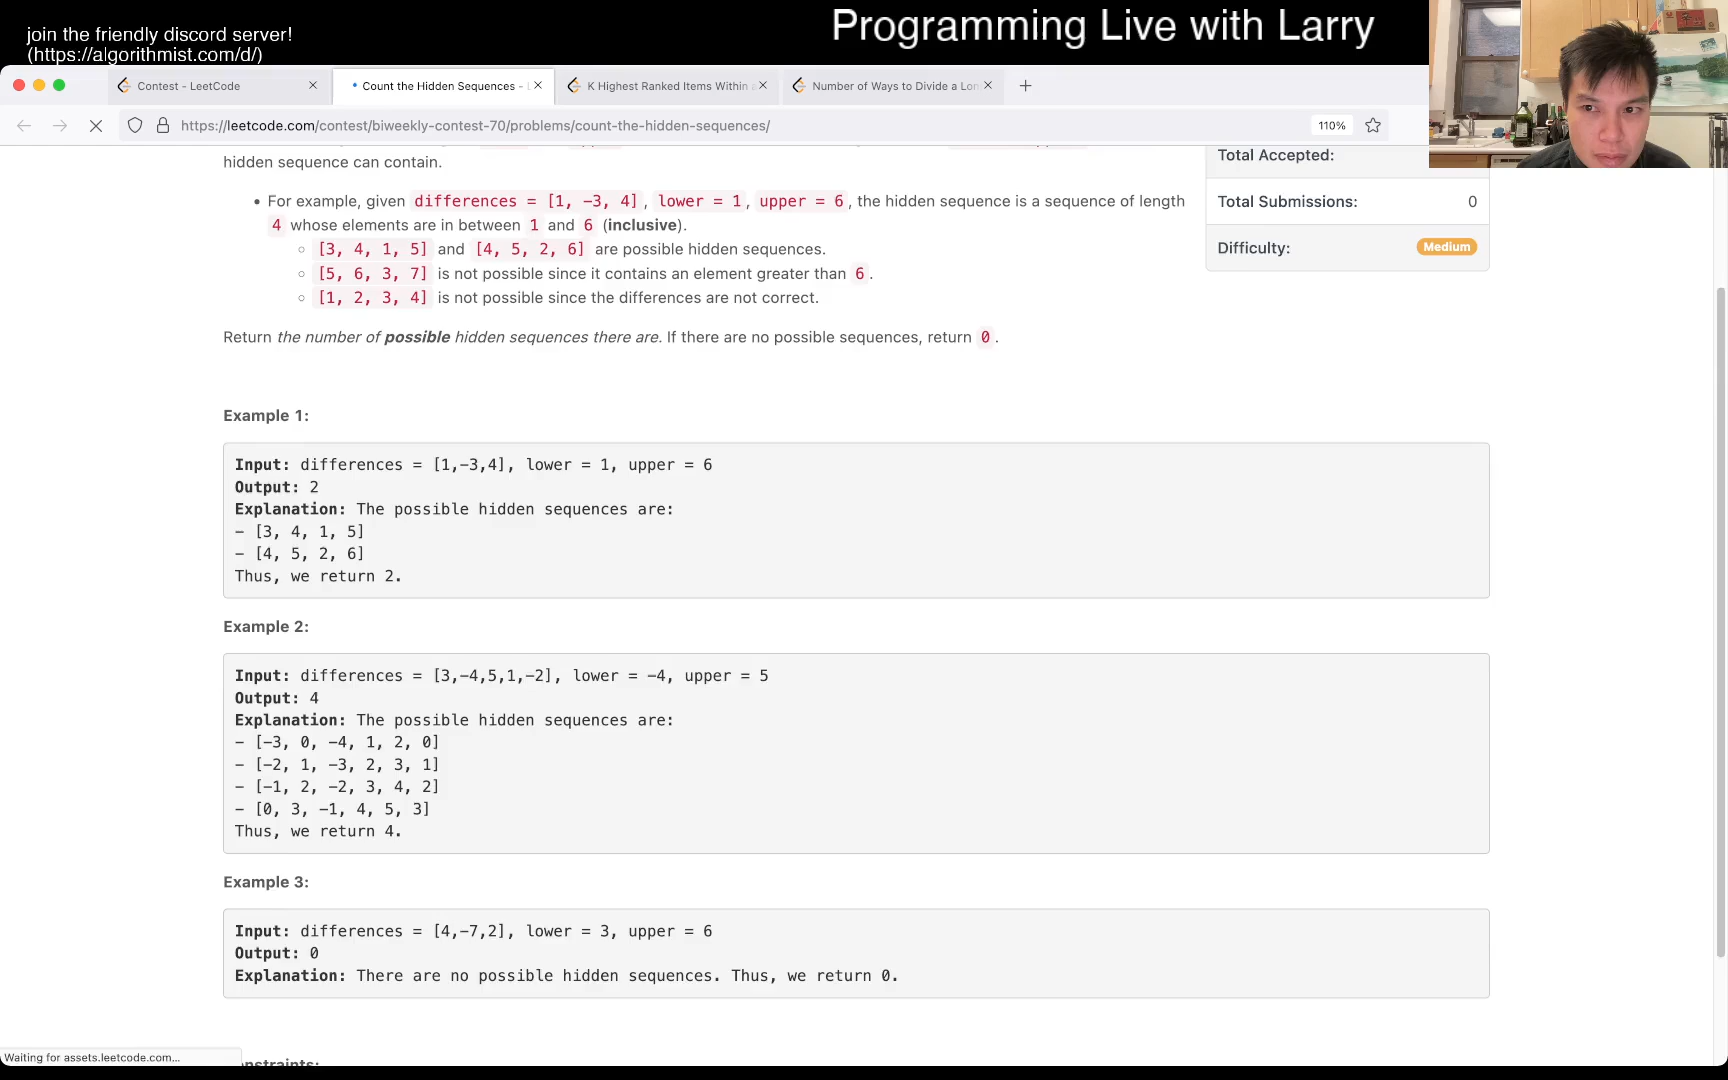 join the friendly discord server!
(https://algorithmist.com/d/)
Programming Live with Larry
Contest - LeetCode
Count the Hidden Sequences -
K Highest Ranked Items Within
Number of Ways to Divide a Lon
https://leetcode.com/contest/biweekly-contest-70/problems/count-the-hidden-sequences/
110%
hidden sequence can contain.
• For example, given differences = [1, -3, 4], lower = 1, upper = 6, the hidden sequence is a sequence of length
4 whose elements are in between 1 and 6 (inclusive).
○ [3, 4, 1, 5] and [4, 5, 2, 6] are possible hidden sequences.
○ [5, 6, 3, 7] is not possible since it contains an element greater than 6.
○ [1, 2, 3, 4] is not possible since the differences are not correct.
Return the number of possible hidden sequences there are. If there are no possible sequences, return 0.
Total Accepted:
Total Submissions: 0
Difficulty: Medium
Example 1:
Input: differences = [1,-3,4], lower = 1, upper = 6
Output: 2
Explanation: The possible hidden sequences are:
- [3, 4, 1, 5]
- [4, 5, 2, 6]
Thus, we return 2.
Example 2:
Input: differences = [3,-4,5,1,-2], lower = -4, upper = 5
Output: 4
Explanation: The possible hidden sequences are:
- [-3, 0, -4, 1, 2, 0]
- [-2, 1, -3, 2, 3, 1]
- [-1, 2, -2, 3, 4, 2]
- [0, 3, -1, 4, 5, 3]
Thus, we return 4.
Example 3:
Input: differences = [4,-7,2], lower = 3, upper = 6
Output: 0
Explanation: There are no possible hidden sequences. Thus, we return 0.
Waiting for assets.leetcode.com...
nstraints: